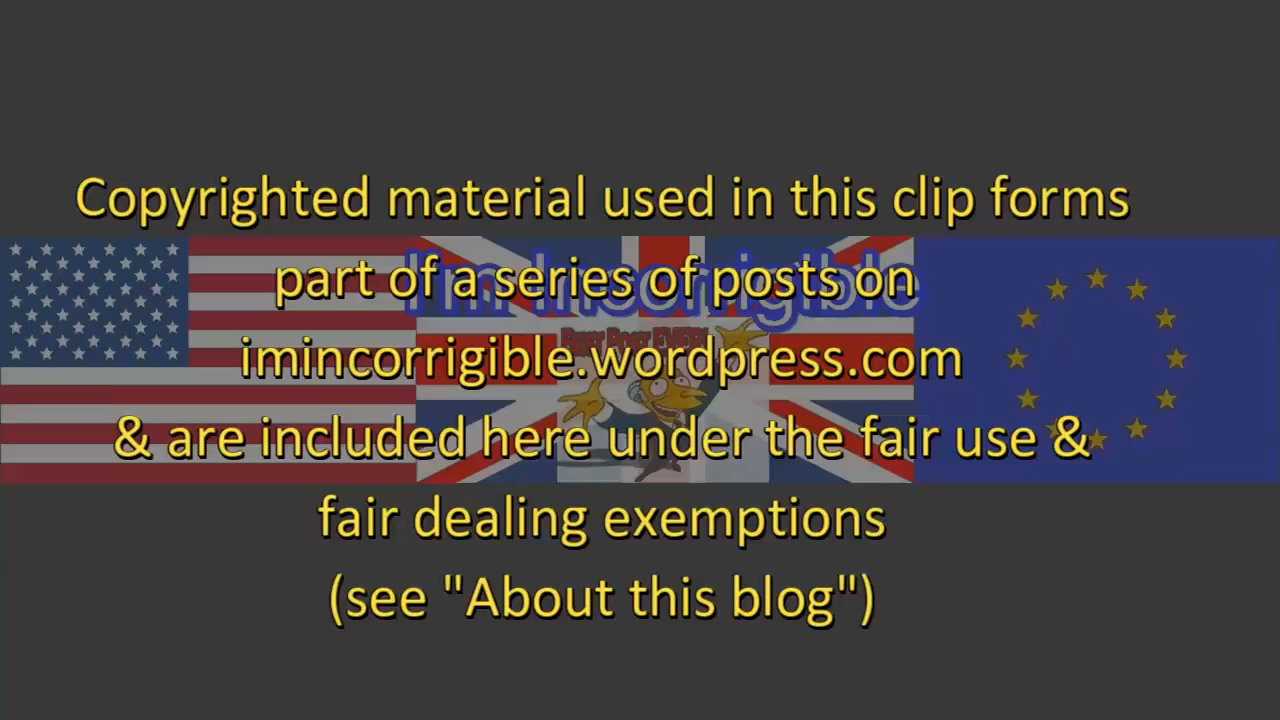 Copyrighted material used in this clip forms
part of a series of posts on
I'm Incorrigible
imincorrigible.wordpress.com
& are included here under the fair use &
fair dealing exemptions
(see "About this blog")